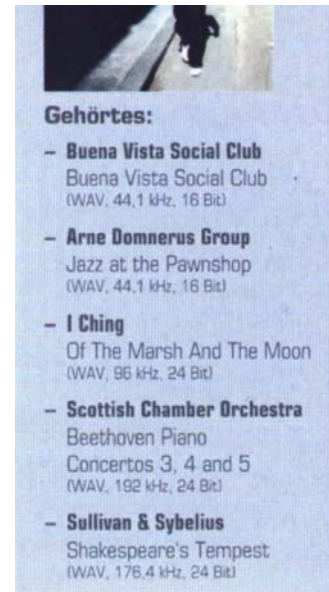 Gehörtes:
– Buena Vista Social Club
Buena Vista Social Club
(WAV, 44,1 kHz, 16 Bit)
– Arne Domnerus Group
Jazz at the Pawnshop
(WAV, 44,1 kHz, 16 Bit)
– I Ching
Of The Marsh And The Moon
(WAV, 96 kHz, 24 Bit)
– Scottish Chamber Orchestra
Beethoven Piano
Concertos 3, 4 and 5
(WAV, 192 kHz, 24 Bit)
– Sullivan & Sybelius
Shakespeare's Tempest
(WAV, 176,4 kHz, 24 Bit)